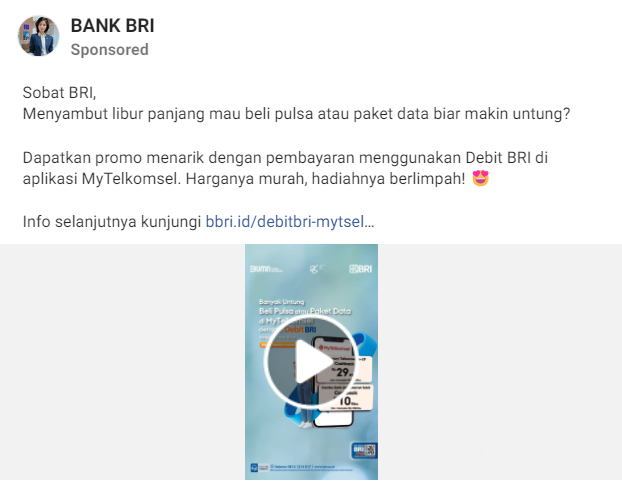 BANK BRI
Sponsored
Sobat BRI,
Menyambut libur panjang mau beli pulsa atau paket data biar makin untung?
Dapatkan promo menarik dengan pembayaran menggunakan Debit BRI di
aplikasi MyTelkomsel. Harganya murah, hadiahnya berlimpah! 😍
Info selanjutnya kunjungi bbri.id/debitbri-mytsel...
BUMN
BRI
Banyak Untung
Beli Pulsa atau Paket Data
di MyTelkomsel
Debit BRI
MyTelkomsel
Cashback
29
Cashback
10
BRI